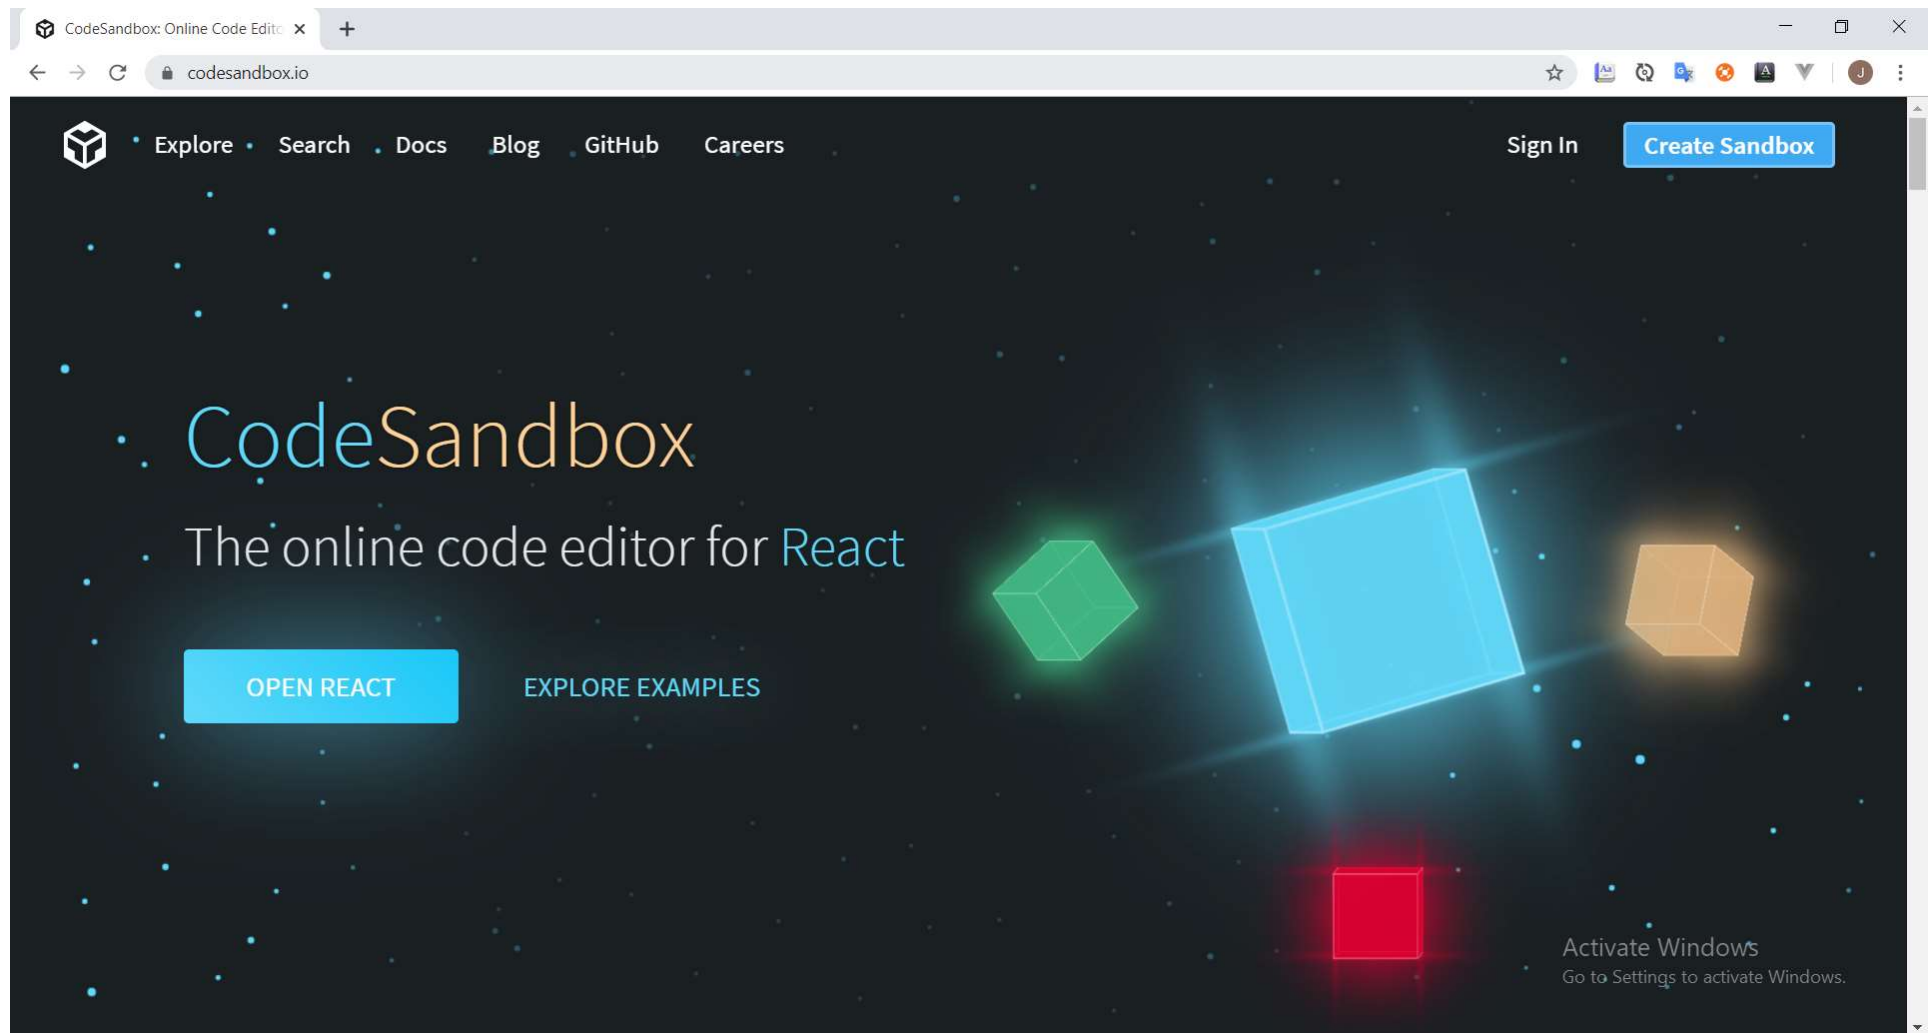 CodeSandbox: Online Code Edito
codesandbox.io
J
Explore Search Docs Blog GitHub Careers Sign In Create Sandbox
CodeSandbox
The online code editor for React
OPEN REACT EXPLORE EXAMPLES
Activate Windows
Go to Settings to activate Windows.